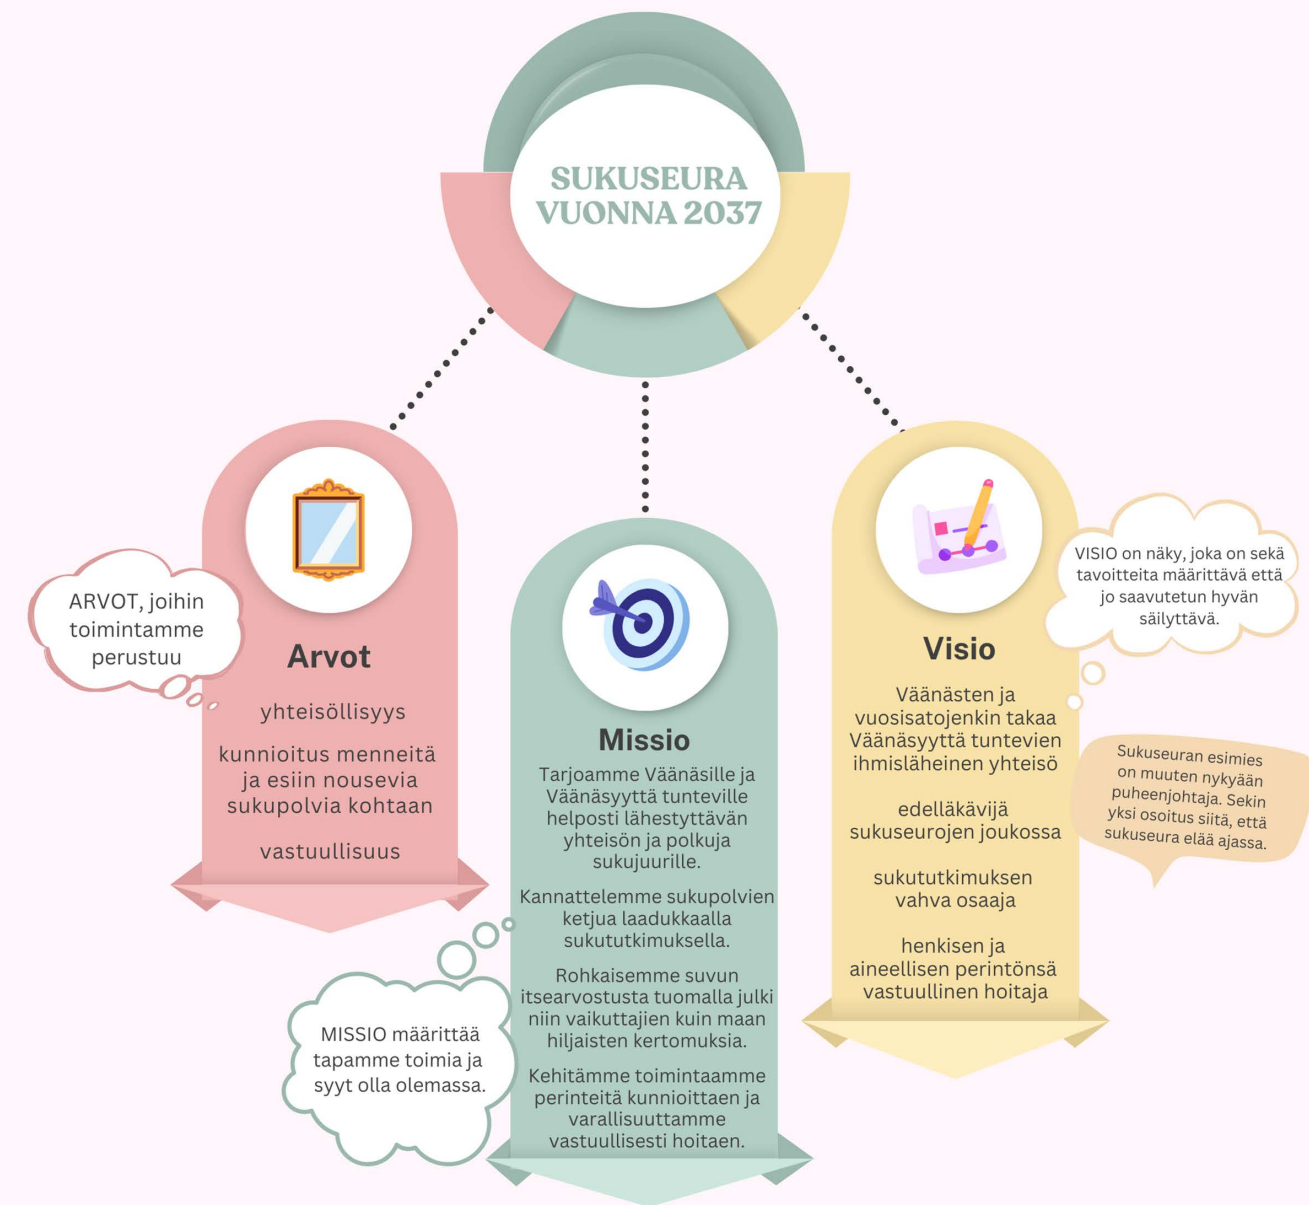 SUKUSEURA
VUONNA 2037
ARVOT, joihin
toimintamme
perustuu
Arvot
yhteisöllisyys
kunnioitus menneitä
ja esiin nousevia
sukupolvia kohtaan
vastuullisuus
MISSIO määrittää
tapamme toimia ja
syyt olla olemassa.
Missio
Tarjoamme Väänäsille ja
Väänäsyyttä tunteville
helposti lähestyttävän
yhteisön ja polkuja
sukujuurille.
Kannattelemme sukupolvien
ketjua laadukkaalla
sukututkimuksella.
Rohkaisemme suvun
itsearvostusta tuomalla julki
niin vaikuttajien kuin maan
hiljaisten kertomuksia.
Kehitämme toimintaamme
perinteitä kunnioittaen ja
varallisuuttamme
vastuullisesti hoitaen.
VISIO on näky, joka on sekä
tavoitteita määrittävä että
jo saavutetun hyvän
säilyttävä.
Visio
Väänästen ja
vuosisatojenkin takaa
Väänäsyyttä tuntevien
ihmisläheinen yhteisö
edelläkävijä
sukuseurojen joukossa
sukututkimuksen
vahva osaaja
henkisen ja
aineellisen perintönsä
vastuullinen hoitaja
Sukuseuran esimies
on muuten nykyään
puheenjohtaja. Sekin
yksi osoitus siitä, että
sukuseura elää ajassa.